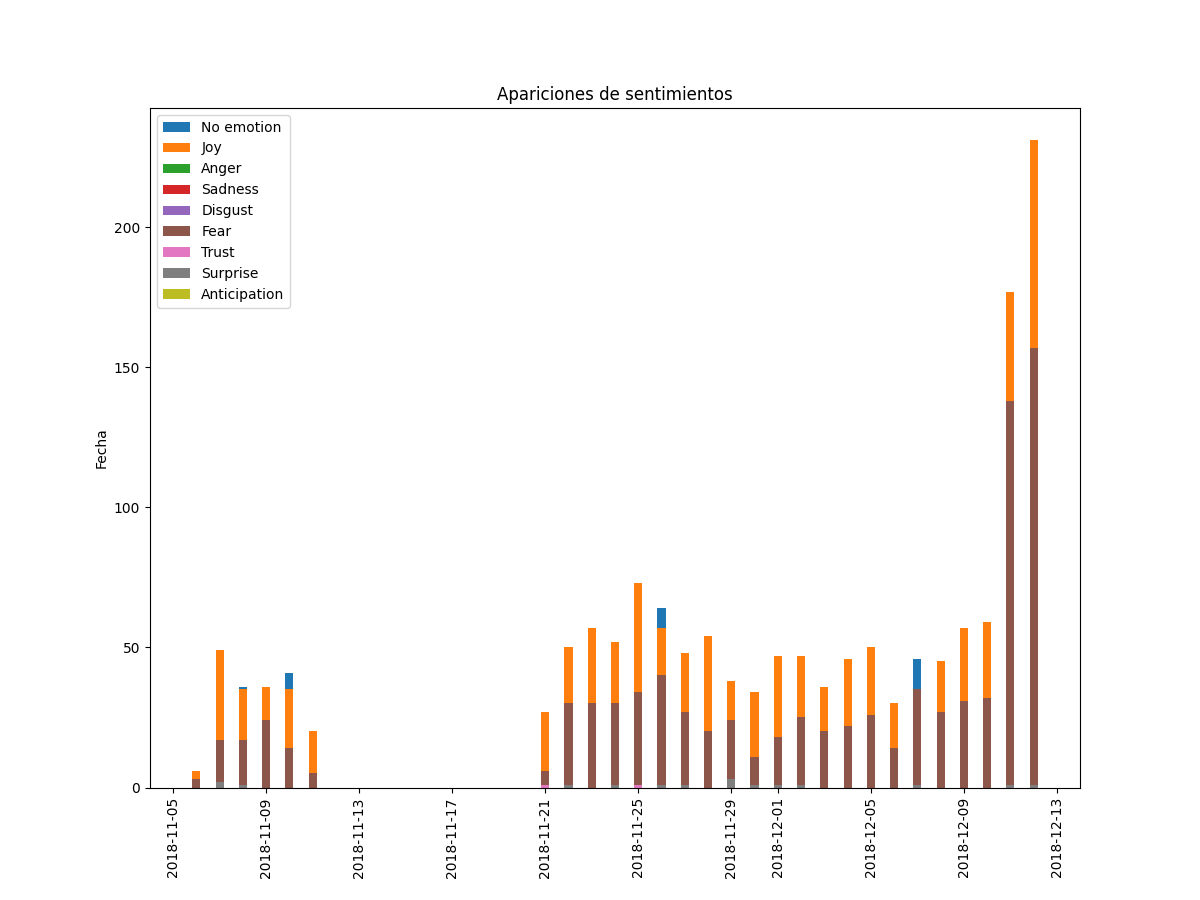 Apariciones de sentimientos
No emotion
Joy
Anger
Sadness
Disgust
Fear
Trust
Surprise
Anticipation
Fecha
200
150
100
50
0
2018-11-05
2018-11-09
2018-11-13
2018-11-17
2018-11-21
2018-11-25
2018-11-29
2018-12-01
2018-12-05
2018-12-09
2018-12-13